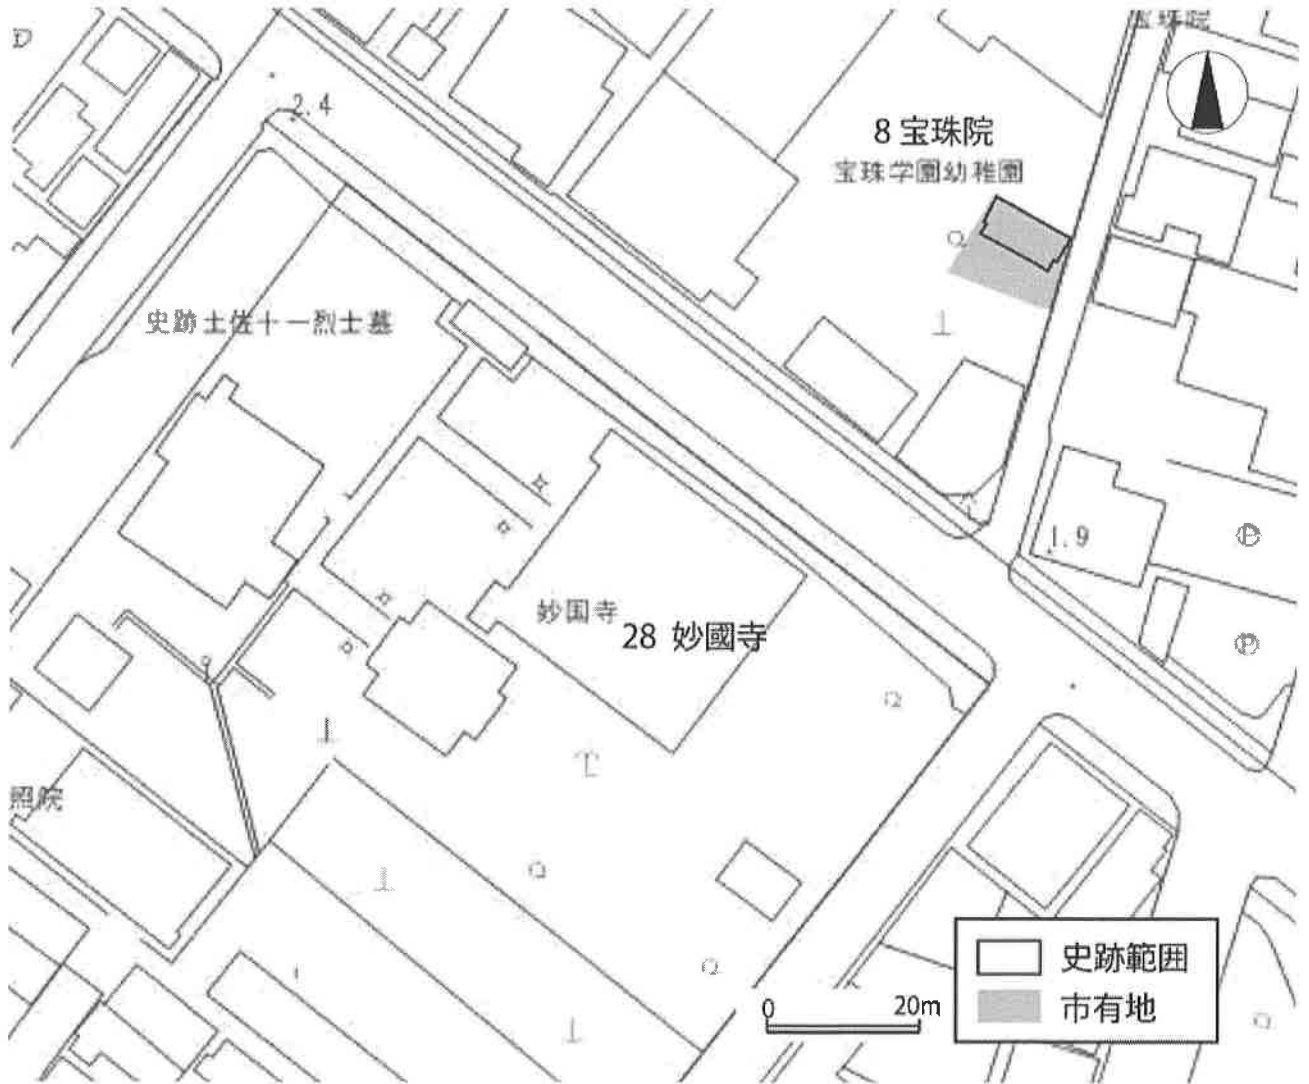 宝珠院
2.4
8 宝珠院
宝珠学園幼稚園
史跡土佐十一烈士墓
1.9
P
妙国寺
28 妙國寺
P
照院
史跡範囲
0 20m
市有地